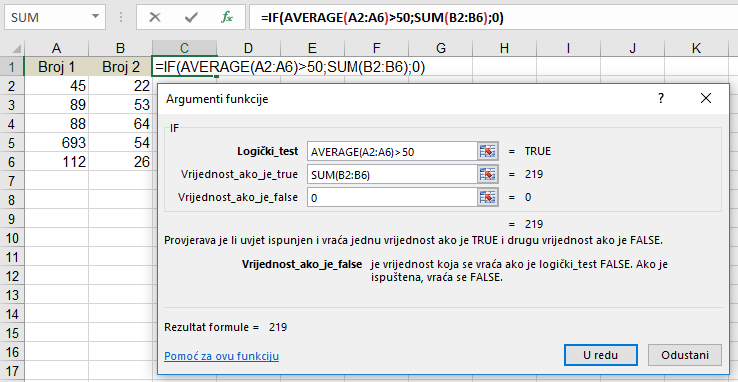 SUM =IF(AVERAGE(A2:A6)>50;SUM(B2:B6);0)
A B C D E F G H I J K
1 Broj 1 Broj 2 =IF(AVERAGE(A2:A6)>50;SUM(B2:B6);0)
2 45 22
3 89 53
4 88 64
5 693 54
6 112 26
7
8
9
10
11
12
13
14
15
16
17
Argumenti funkcije ?
IF
Logički_test AVERAGE(A2:A6)>50 = TRUE
Vrijednost_ako_je_true SUM(B2:B6) = 219
Vrijednost_ako_je_false 0 = 0
= 219
Provjerava je li uvjet ispunjen i vraća jednu vrijednost ako je TRUE i drugu vrijednost ako je FALSE.
Vrijednost_ako_je_false je vrijednost koja se vraća ako je logički_test FALSE. Ako je
ispuštena, vraća se FALSE.
Rezultat formule = 219
Pomoć za ovu funkciju U redu Odustani